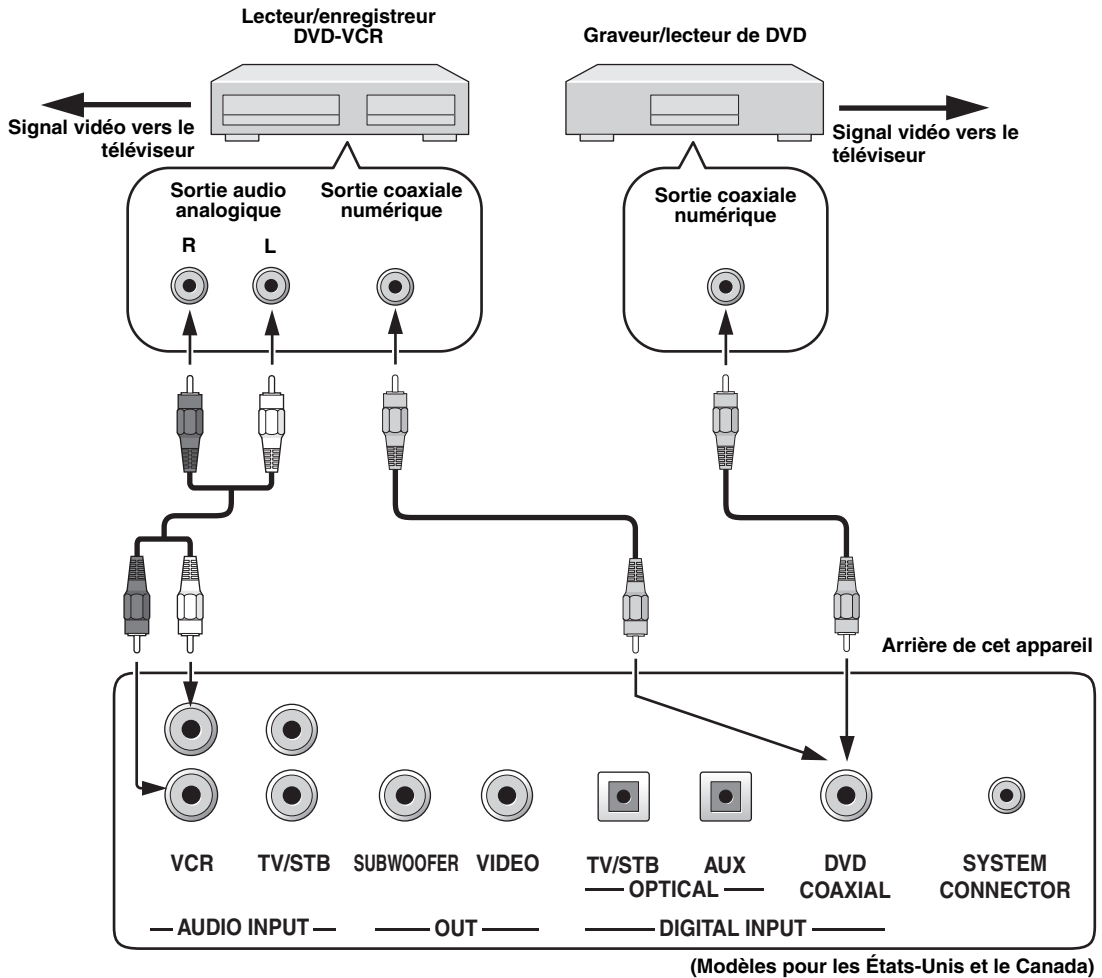 Lecteur/enregistreur
DVD-VCR
Graveur/lecteur de DVD
Signal vidéo vers le
téléviseur
Signal vidéo vers le
téléviseur
Sortie audio
analogique
Sortie coaxiale
numérique
Sortie coaxiale
numérique
R
L
Arrière de cet appareil
VCR
TV/STB
SUBWOOFER
VIDEO
TV/STB
AUX
OPTICAL
DVD
COAXIAL
SYSTEM
CONNECTOR
AUDIO INPUT
OUT
DIGITAL INPUT
(Modèles pour les États-Unis et le Canada)